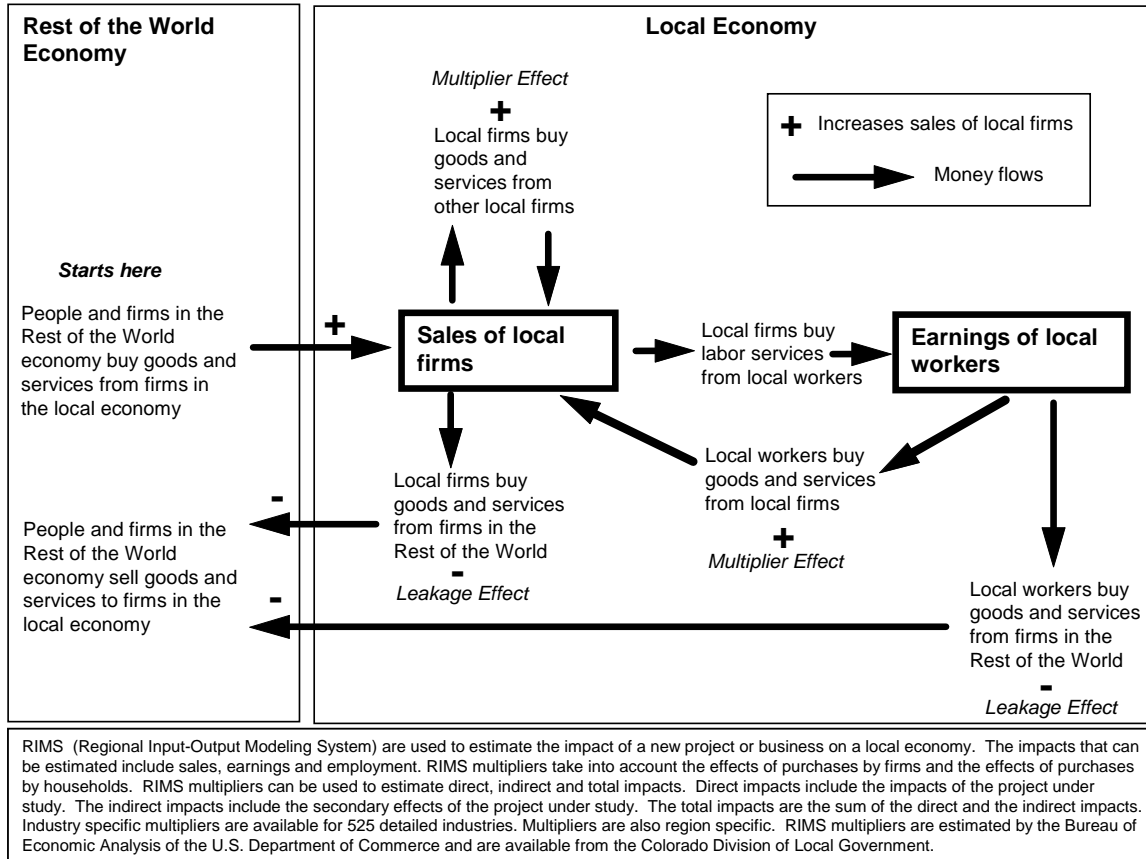 Rest of the World
Economy
Local Economy
Multiplier Effect
+
Local firms buy
goods and
services from
other local firms
+ Increases sales of local firms
Money flows
Starts here
People and firms in the
Rest of the World
economy buy goods and
services from firms in
the local economy
+
Sales of local
firms
Local firms buy
labor services
from local workers
Earnings of local
workers
Local firms buy
goods and services
from firms in the
Rest of the World
-
Leakage Effect
Local workers buy
goods and services
from local firms
+
Multiplier Effect
-
People and firms in the
Rest of the World
economy sell goods and
services to firms in the
local economy
-
Local workers buy
goods and services
from firms in the
Rest of the World
-
Leakage Effect
RIMS (Regional Input-Output Modeling System) are used to estimate the impact of a new project or business on a local economy. The impacts that can
be estimated include sales, earnings and employment. RIMS multipliers take into account the effects of purchases by firms and the effects of purchases
by households. RIMS multipliers can be used to estimate direct, indirect and total impacts. Direct impacts include the impacts of the project under
study. The indirect impacts include the secondary effects of the project under study. The total impacts are the sum of the direct and the indirect impacts.
Industry specific multipliers are available for 525 detailed industries. Multipliers are also region specific. RIMS multipliers are estimated by the Bureau of
Economic Analysis of the U.S. Department of Commerce and are available from the Colorado Division of Local Government.